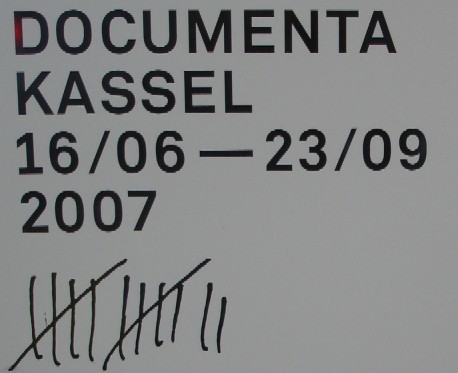 DOCUMENTA
KASSEL
16/06 — 23/09
2007